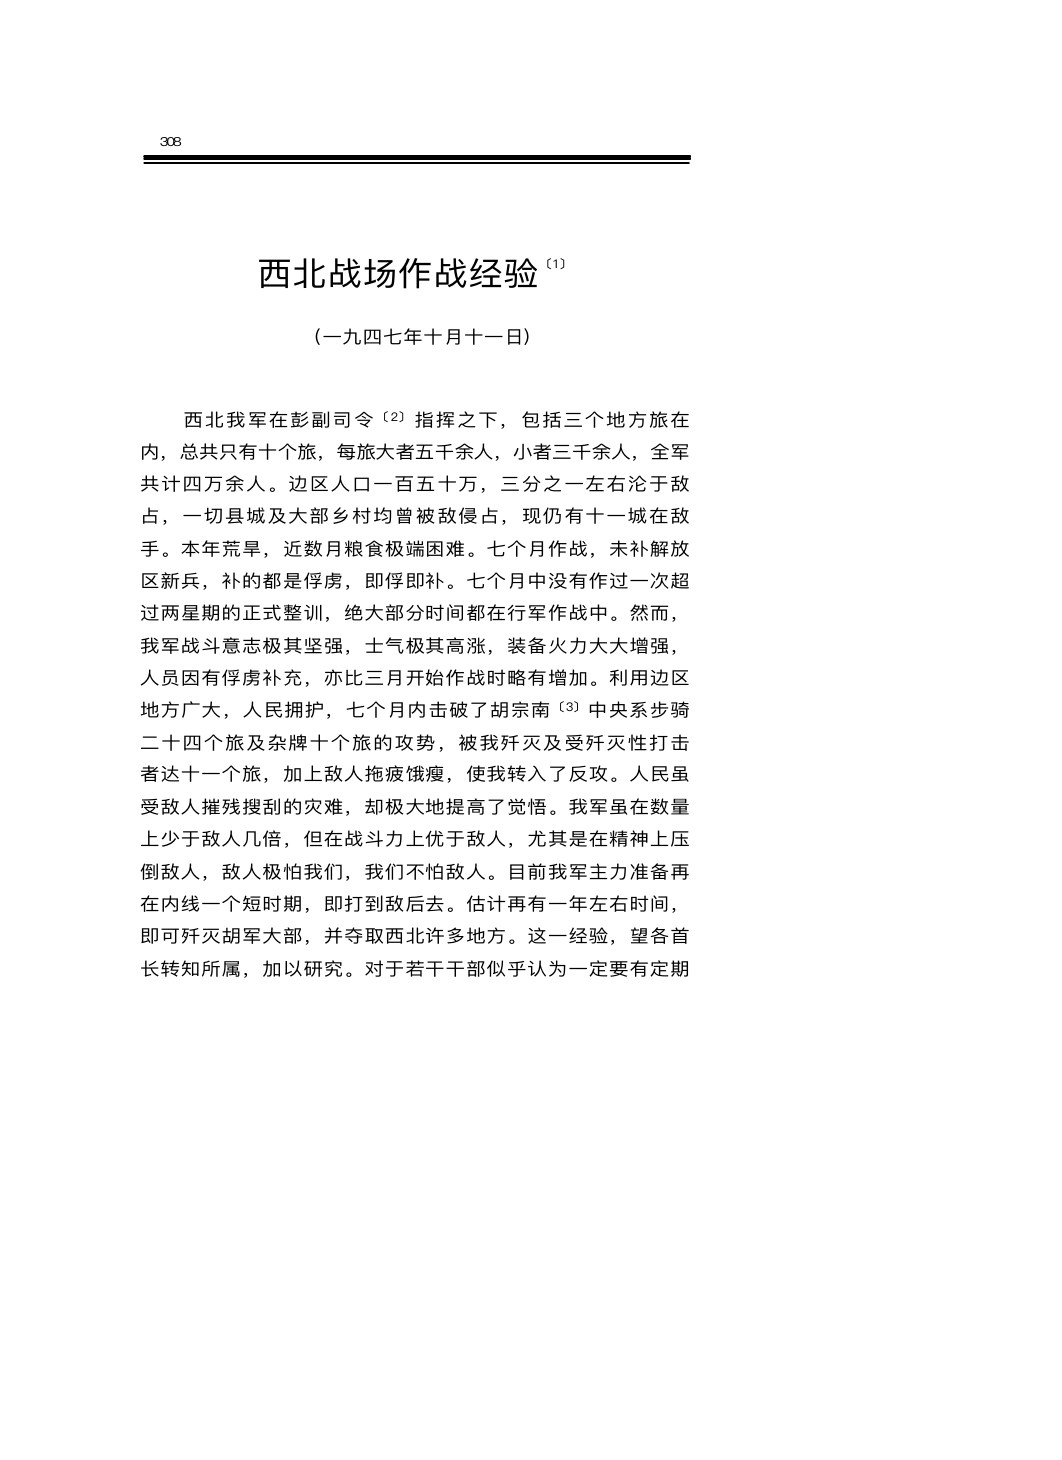 308
西北战场作战经验〔1〕
(一九四七年十月十一日)
西北我军在彭副司令〔2〕指挥之下，包括三个地方旅在
内，总共只有十个旅，每旅大者五千余人，小者三千余人，全军
共计四万余人。边区人口一百五十万，三分之一左右沦于敌
占，一切县城及大部乡村均曾被敌侵占，现仍有十一城在敌
手。本年荒旱，近数月粮食极端困难。七个月作战，未补解放
区新兵，补的都是俘虏，即俘即补。七个月中没有作过一次超
过两星期的正式整训，绝大部分时间都在行军作战中。然而，
我军战斗意志极其坚强，士气极其高涨，装备火力大大增强，
人员因有俘虏补充，亦比三月开始作战时略有增加。利用边区
地方广大，人民拥护，七个月内击破了胡宗南〔3〕中央系步骑
二十四个旅及杂牌十个旅的攻势，被我歼灭及受歼灭性打击
者达十一个旅，加上敌人拖疲饿瘦，使我转入了反攻。人民虽
受敌人摧残搜刮的灾难，却极大地提高了觉悟。我军虽在数量
上少于敌人几倍，但在战斗力上优于敌人，尤其是在精神上压
倒敌人，敌人极怕我们，我们不怕敌人。目前我军主力准备再
在内线一个短时期，即打到敌后去。估计再有一年左右时间，
即可歼灭胡军大部，并夺取西北许多地方。这一经验，望各首
长转知所属，加以研究。对于若干干部似乎认为一定要有定期